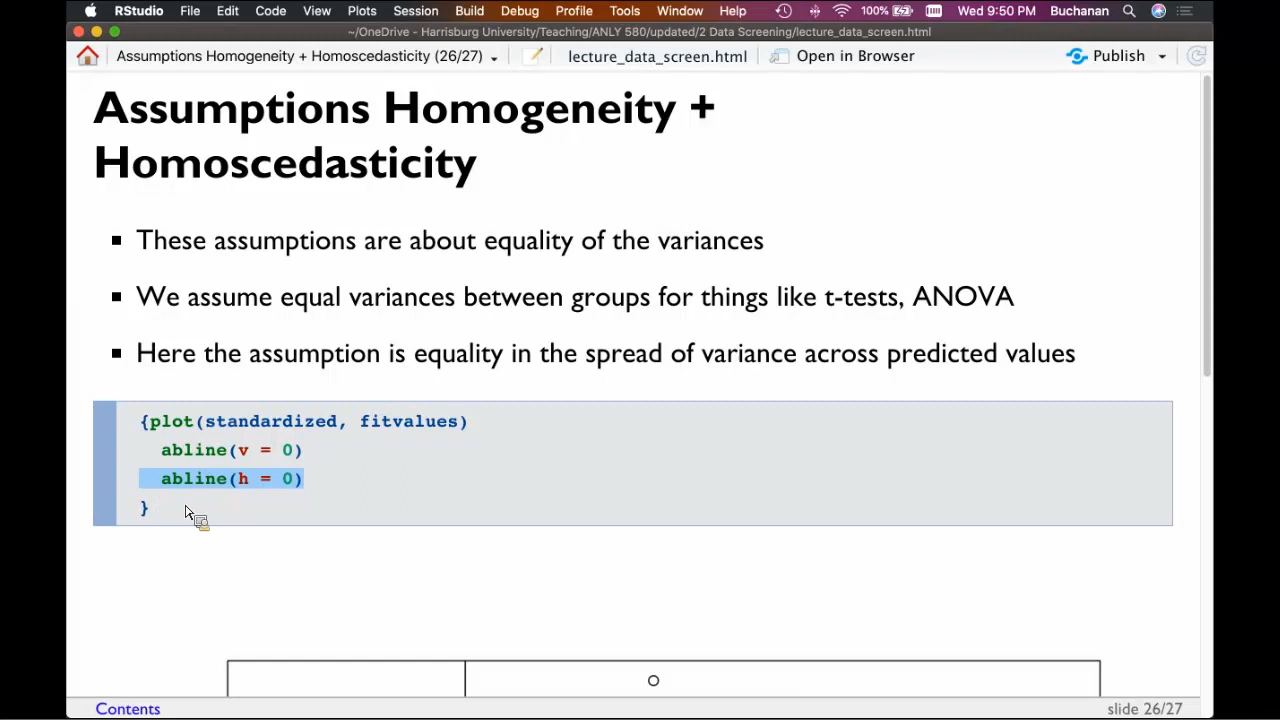 RStudio File Edit Code View Plots Session Build Debug Profile Tools Window Help 100% Wed 9:50 PM Buchanan
~/OneDrive - Harrisburg University/Teaching/ANLY 580/updated/2 Data Screening/lecture_data_screen.html
Assumptions Homogeneity + Homoscedasticity (26/27) lecture_data_screen.html Open in Browser Publish
Assumptions Homogeneity +
Homoscedasticity
These assumptions are about equality of the variances
We assume equal variances between groups for things like t-tests, ANOVA
Here the assumption is equality in the spread of variance across predicted values
{plot(standardized, fitvalues)
abline(v = 0)
abline(h = 0)
}
Contents slide 26/27